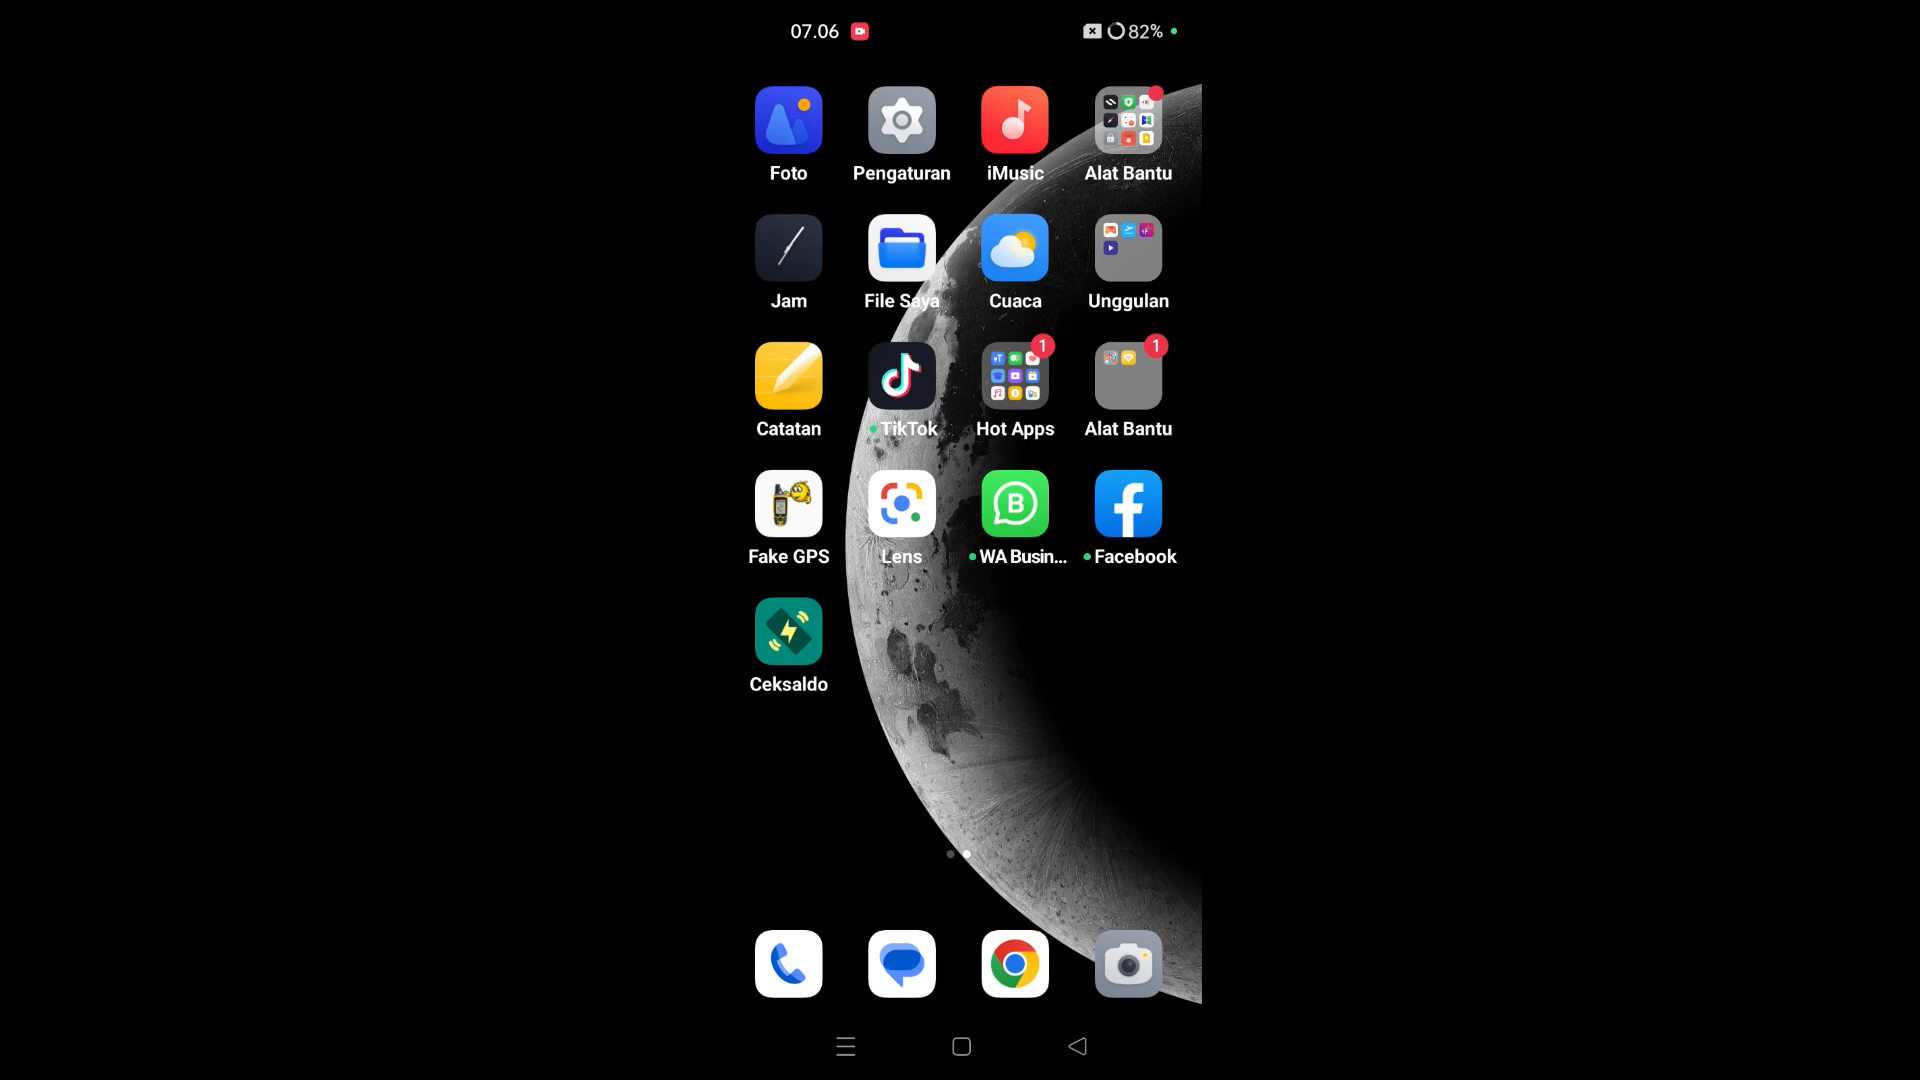 07.06 82%
Foto Pengaturan iMusic Alat Bantu
Jam File Saya Cuaca Unggulan
1 1
Catatan TikTok Hot Apps Alat Bantu
B
Fake GPS Lens WA Busin... Facebook
Ceksaldo